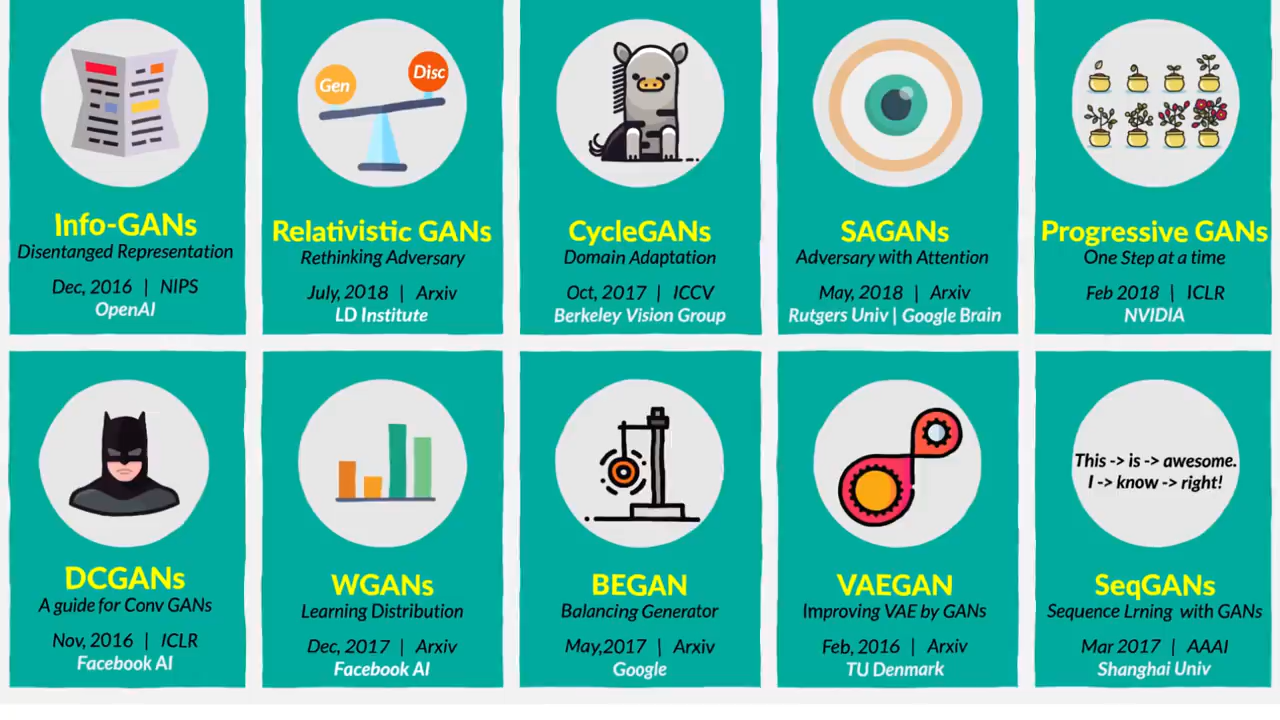 Gen
Disc
Info-GANs
Disentanged Representation
Dec, 2016 | NIPS
OpenAI
Relativistic GANs
Rethinking Adversary
July, 2018 | Arxiv
LD Institute
CycleGANs
Domain Adaptation
Oct, 2017 | ICCV
Berkeley Vision Group
SAGANs
Adversary with Attention
May, 2018 | Arxiv
Rutgers Univ | Google Brain
Progressive GANs
One Step at a time
Feb 2018 | ICLR
NVIDIA
DCGANs
A guide for Conv GANs
Nov, 2016 | ICLR
Facebook AI
WGANs
Learning Distribution
Dec, 2017 | Arxiv
Facebook AI
BEGAN
Balancing Generator
May,2017 | Arxiv
Google
VAEGAN
Improving VAE by GANs
Feb, 2016 | Arxiv
TU Denmark
This -> is -> awesome.
I -> know -> right!
SeqGANs
Sequence Lrning with GANs
Mar 2017 | AAAI
Shanghai Univ